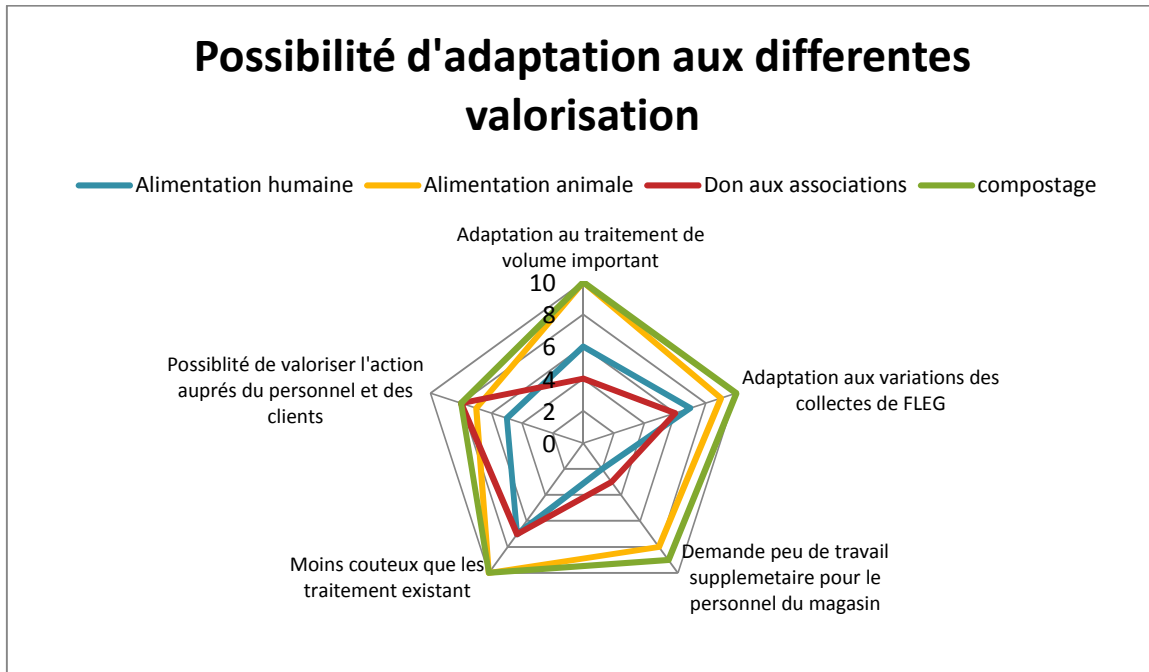 Possibilité d'adaptation aux differentes
valorisation
Alimentation humaine
Alimentation animale
Don aux associations
compostage
Adaptation au traitement de
volume important
10
8
6
4
2
0
Adaptation aux variations des
collectes de FLEG
Demande peu de travail
supplemetaire pour le
personnel du magasin
Moins couteux que les
traitement existant
Possiblité de valoriser l'action
auprés du personnel et des
clients